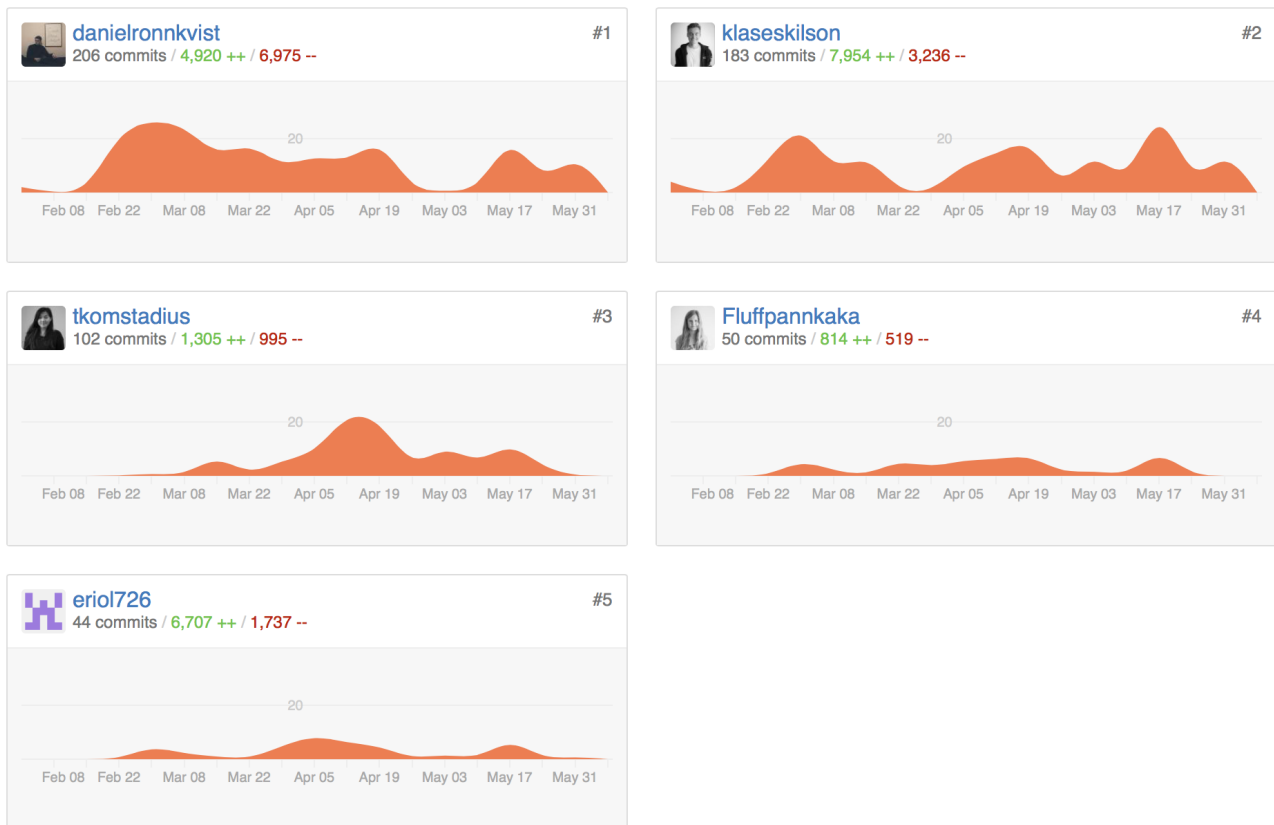 danielronnkvist #1
206 commits / 4,920 ++ / 6,975 --
20
Feb 08 Feb 22 Mar 08 Mar 22 Apr 05 Apr 19 May 03 May 17 May 31
klaseskilson #2
183 commits / 7,954 ++ / 3,236 --
20
Feb 08 Feb 22 Mar 08 Mar 22 Apr 05 Apr 19 May 03 May 17 May 31
tkomstadius #3
102 commits / 1,305 ++ / 995 --
20
Feb 08 Feb 22 Mar 08 Mar 22 Apr 05 Apr 19 May 03 May 17 May 31
Fluffpannkaka #4
50 commits / 814 ++ / 519 --
20
Feb 08 Feb 22 Mar 08 Mar 22 Apr 05 Apr 19 May 03 May 17 May 31
eriol726 #5
44 commits / 6,707 ++ / 1,737 --
20
Feb 08 Feb 22 Mar 08 Mar 22 Apr 05 Apr 19 May 03 May 17 May 31